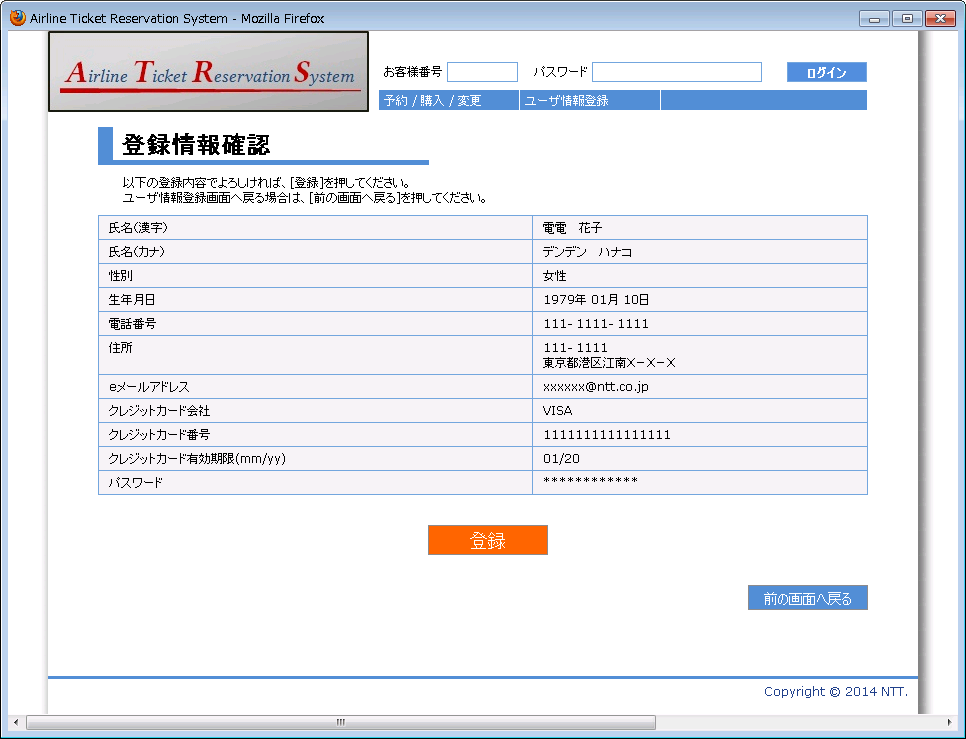 Airline Ticket Reservation System - Mozilla Firefox
Airline Ticket Reservation System
お客様番号 パスワード ログイン
予約 / 購入 / 変更 ユーザ情報登録
登録情報確認
以下の登録内容でよろしければ、[登録]を押してください。
ユーザ情報登録画面へ戻る場合は、[前の画面へ戻る]を押してください。
氏名(漢字) 電電　花子
氏名(カナ) デンデン　ハナコ
性別 女性
生年月日 1979年 01月 10日
電話番号 111- 1111- 1111
住所 111- 1111
東京都港区江南X－X－X
eメールアドレス xxxxxx@ntt.co.jp
クレジットカード会社 VISA
クレジットカード番号 1111111111111111
クレジットカード有効期限(mm/yy) 01/20
パスワード ************
登録
前の画面へ戻る
Copyright © 2014 NTT.